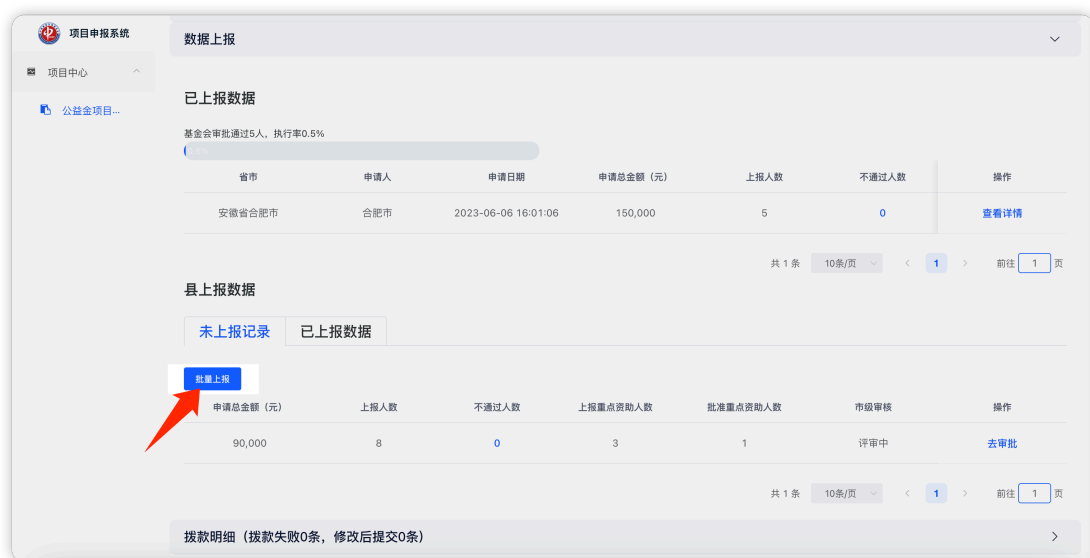 项目申报系统
项目中心
公益金项目...
数据上报
已上报数据
基金会审批通过5人，执行率0.5%
省市 申请人 申请日期 申请总金额（元） 上报人数 不通过人数 操作
安徽省合肥市 合肥市 2023-06-06 16:01:06 150,000 5 0 查看详情
共 1 条 10条/页 1 前往 1 页
县上报数据
未上报记录 已上报数据
批量上报
申请总金额（元） 上报人数 不通过人数 上报重点资助人数 批准重点资助人数 市级审核 操作
90,000 8 0 3 1 评审中 去审批
共 1 条 10条/页 1 前往 1 页
拨款明细（拨款失败0条，修改后提交0条）